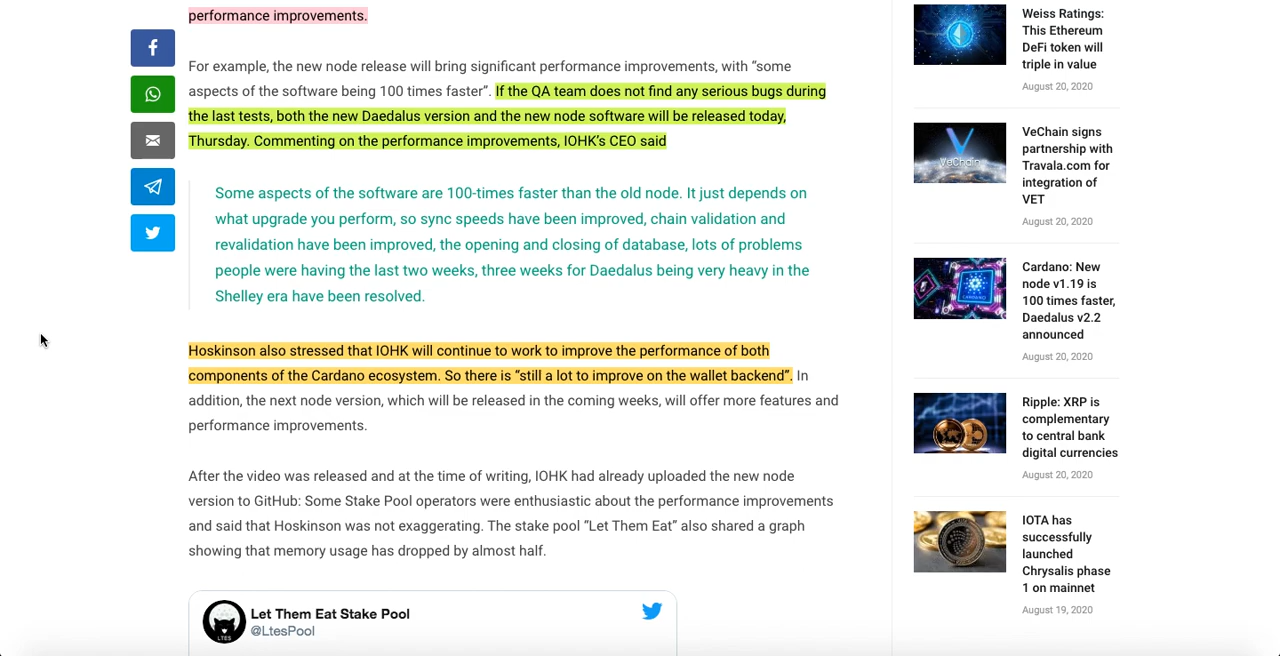 performance improvements.
For example, the new node release will bring significant performance improvements, with “some
aspects of the software being 100 times faster”. If the QA team does not find any serious bugs during
the last tests, both the new Daedalus version and the new node software will be released today,
Thursday. Commenting on the performance improvements, IOHK’s CEO said
Some aspects of the software are 100-times faster than the old node. It just depends on
what upgrade you perform, so sync speeds have been improved, chain validation and
revalidation have been improved, the opening and closing of database, lots of problems
people were having the last two weeks, three weeks for Daedalus being very heavy in the
Shelley era have been resolved.
Hoskinson also stressed that IOHK will continue to work to improve the performance of both
components of the Cardano ecosystem. So there is “still a lot to improve on the wallet backend”. In
addition, the next node version, which will be released in the coming weeks, will offer more features and
performance improvements.
After the video was released and at the time of writing, IOHK had already uploaded the new node
version to GitHub: Some Stake Pool operators were enthusiastic about the performance improvements
and said that Hoskinson was not exaggerating. The stake pool “Let Them Eat” also shared a graph
showing that memory usage has dropped by almost half.
LTES
Let Them Eat Stake Pool
@LtesPool
Weiss Ratings:
This Ethereum
DeFi token will
triple in value
August 20, 2020
VeChain
VeChain signs
partnership with
Travala.com for
integration of
VET
August 20, 2020
CARDANO
Cardano: New
node v1.19 is
100 times faster,
Daedalus v2.2
announced
August 20, 2020
Ripple: XRP is
complementary
to central bank
digital currencies
August 20, 2020
IOTA has
successfully
launched
Chrysalis phase
1 on mainnet
August 19, 2020